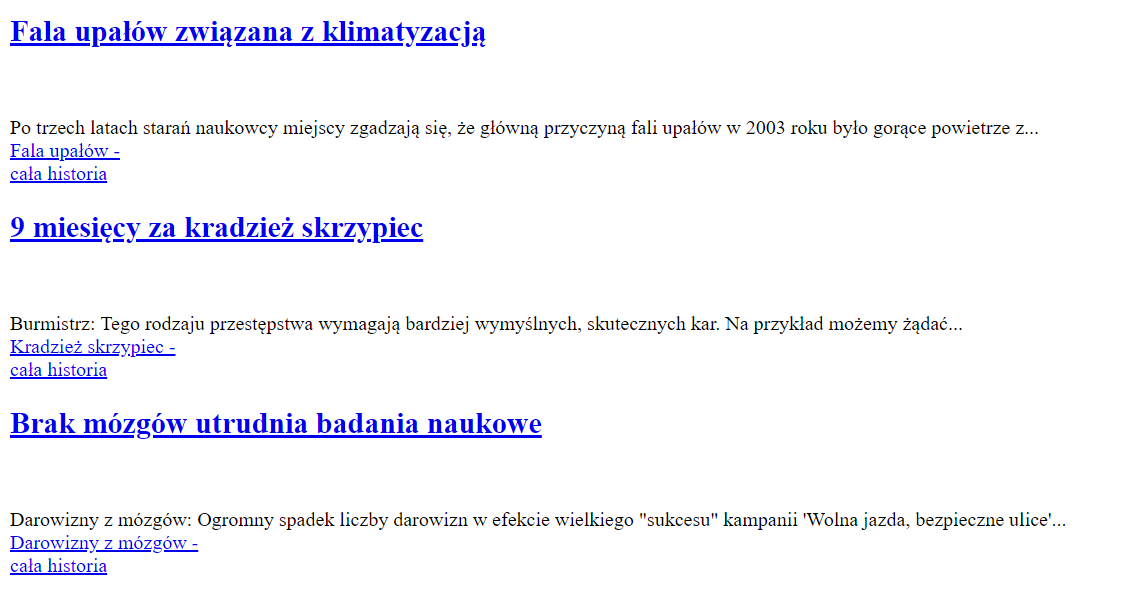 Fala upałów związana z klimatyzacją
Po trzech latach starań naukowcy miejscy zgadzają się, że główną przyczyną fali upałów w 2003 roku było gorące powietrze z...
Fala upałów -
cała historia
9 miesięcy za kradzież skrzypiec
Burmistrz: Tego rodzaju przestępstwa wymagają bardziej wymyślnych, skutecznych kar. Na przykład możemy żądać...
Kradzież skrzypiec -
cała historia
Brak mózgów utrudnia badania naukowe
Darowizny z mózgów: Ogromny spadek liczby darowizn w efekcie wielkiego "sukcesu" kampanii 'Wolna jazda, bezpieczne ulice'...
Darowizny z mózgów -
cała historia